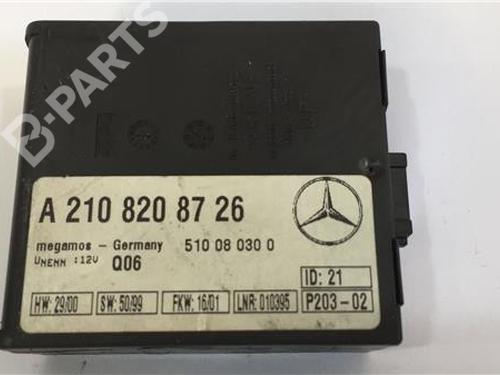 B-PARTS
A 210 820 87 26
megamos - Germany 510 08 030 0
UNENN :12V Q06
ID: 21
HW: 29/00 SW: 50/99 FKW: 16/01 LNR: 010395 P203-02